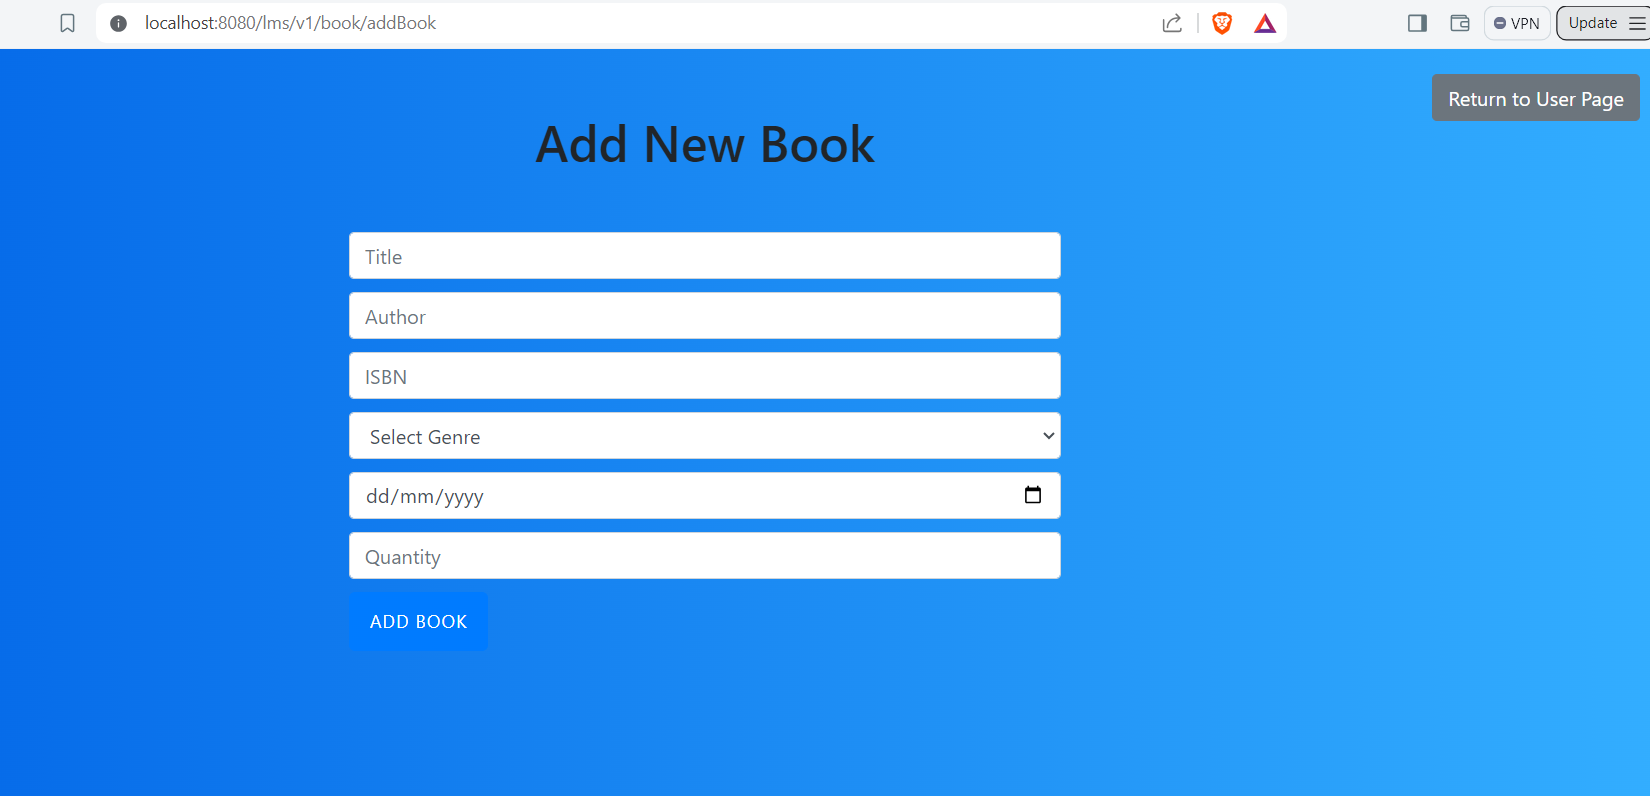 localhost:8080/lms/v1/book/addBook
VPN
Update
Return to User Page
Add New Book
Title
Author
ISBN
Select Genre
dd/mm/yyyy
Quantity
ADD BOOK